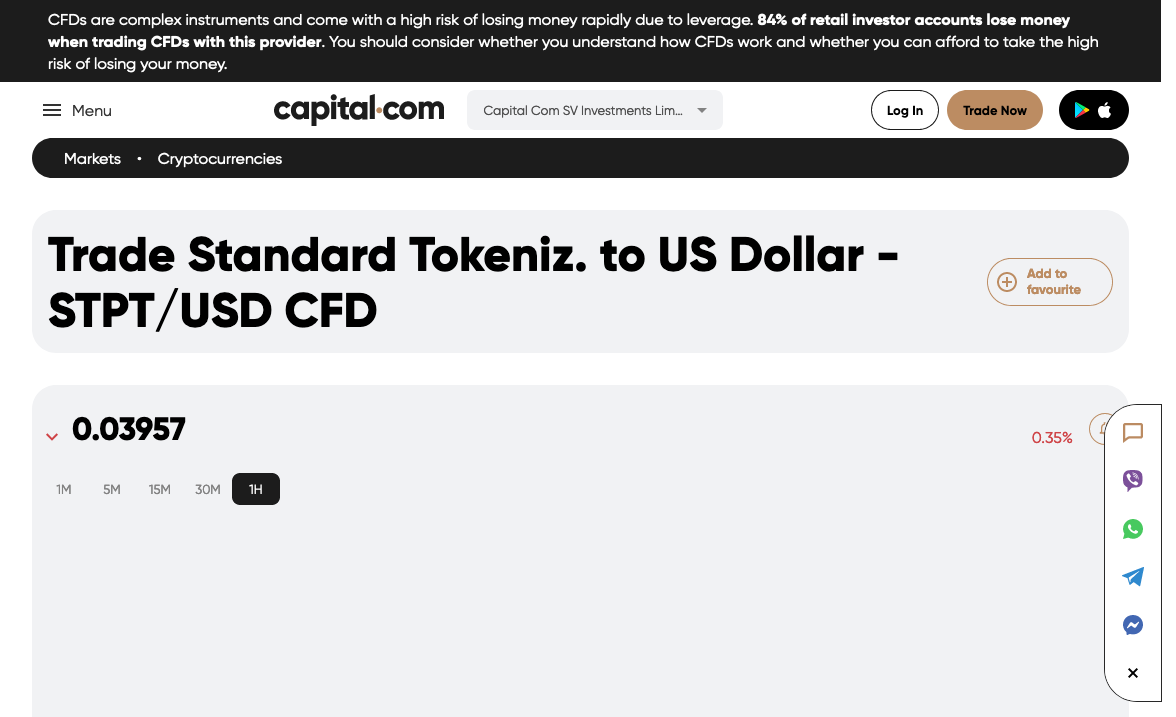 CFDs are complex instruments and come with a high risk of losing money rapidly due to leverage. 84% of retail investor accounts lose money
when trading CFDs with this provider. You should consider whether you understand how CFDs work and whether you can afford to take the high
risk of losing your money.
Menu
capital.com
Capital Com SV Investments Lim...
Log In
Trade Now
Markets • Cryptocurrencies
Trade Standard Tokeniz. to US Dollar -
STPT/USD CFD
Add to
favourite
0.03957
0.35%
1M 5M 15M 30M 1H